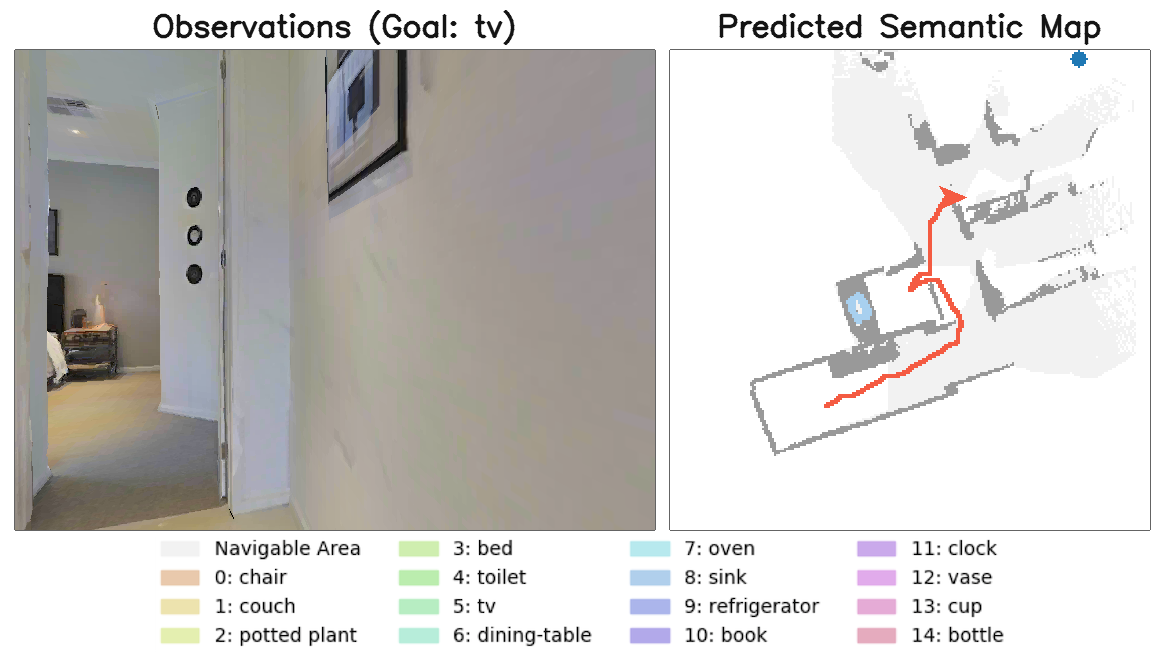 Observations (Goal: tv)
Predicted Semantic Map
Navigable Area
0: chair
1: couch
2: potted plant
3: bed
4: toilet
5: tv
6: dining-table
7: oven
8: sink
9: refrigerator
10: book
11: clock
12: vase
13: cup
14: bottle